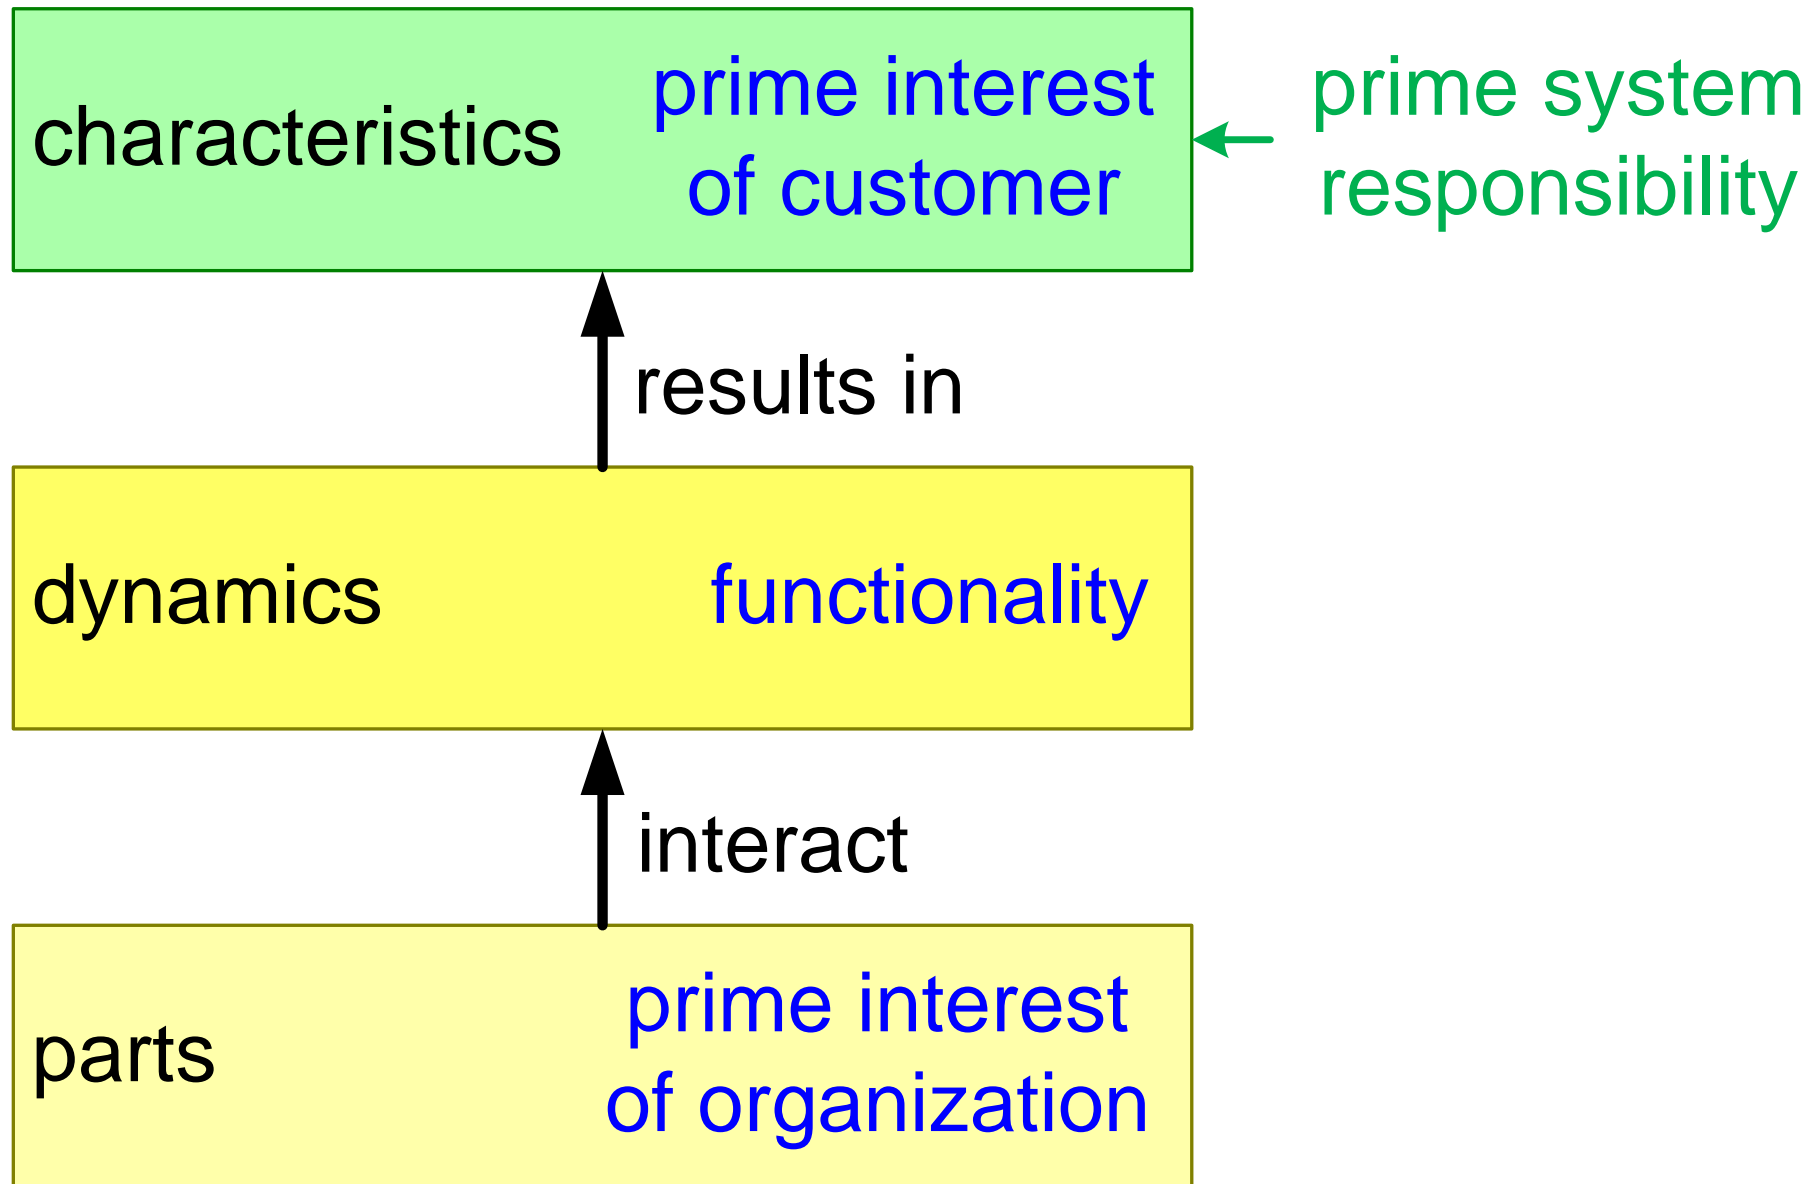 characteristics
prime interest
of customer
prime system
responsibility
results in
dynamics
functionality
interact
parts
prime interest
of organization